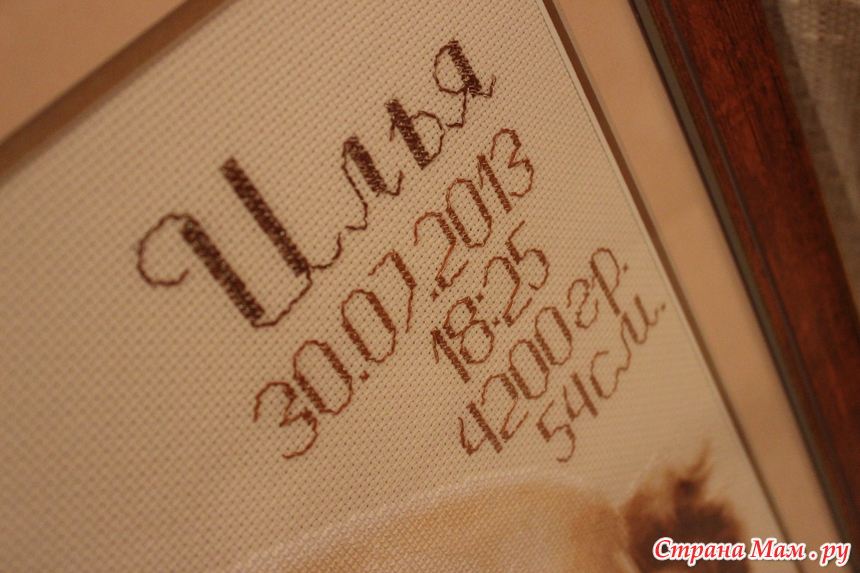 Илья
30.07.2013
18:25
4200гр.
54см.
Страна Мам.ру